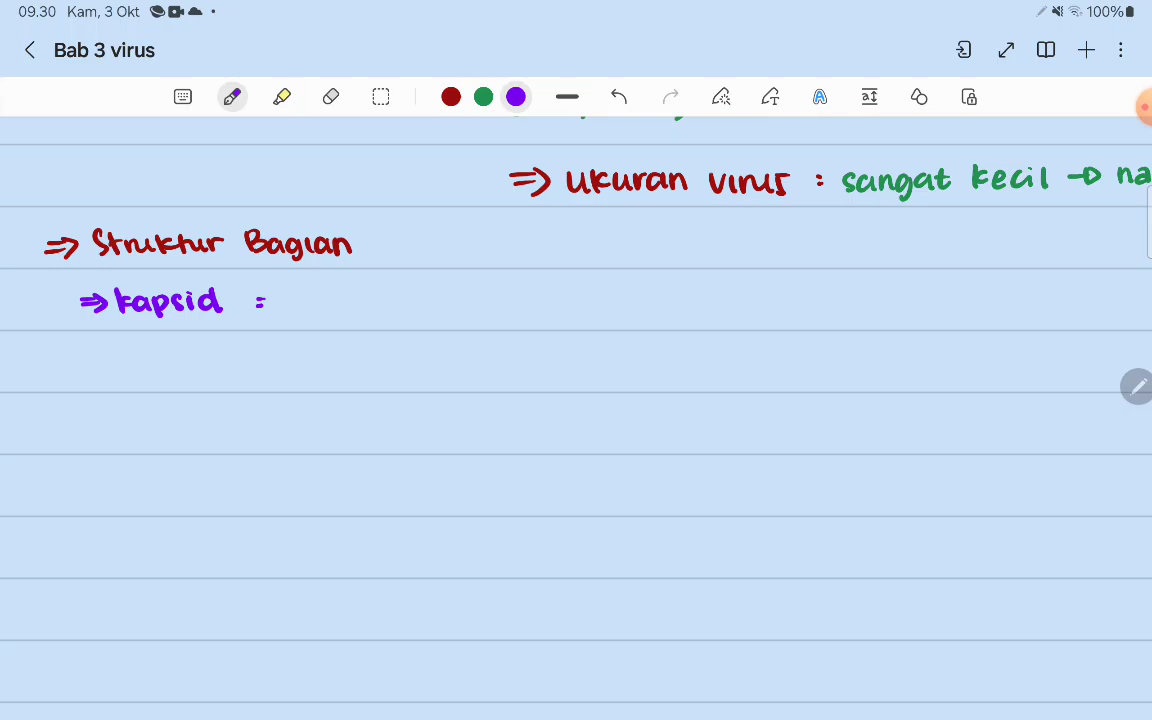 09.30 Kam, 3 Okt 100%
Bab 3 virus
⇒ ukuran virus : sangat kecil → na
⇒ Struktur Bagian
⇒ kapsid :